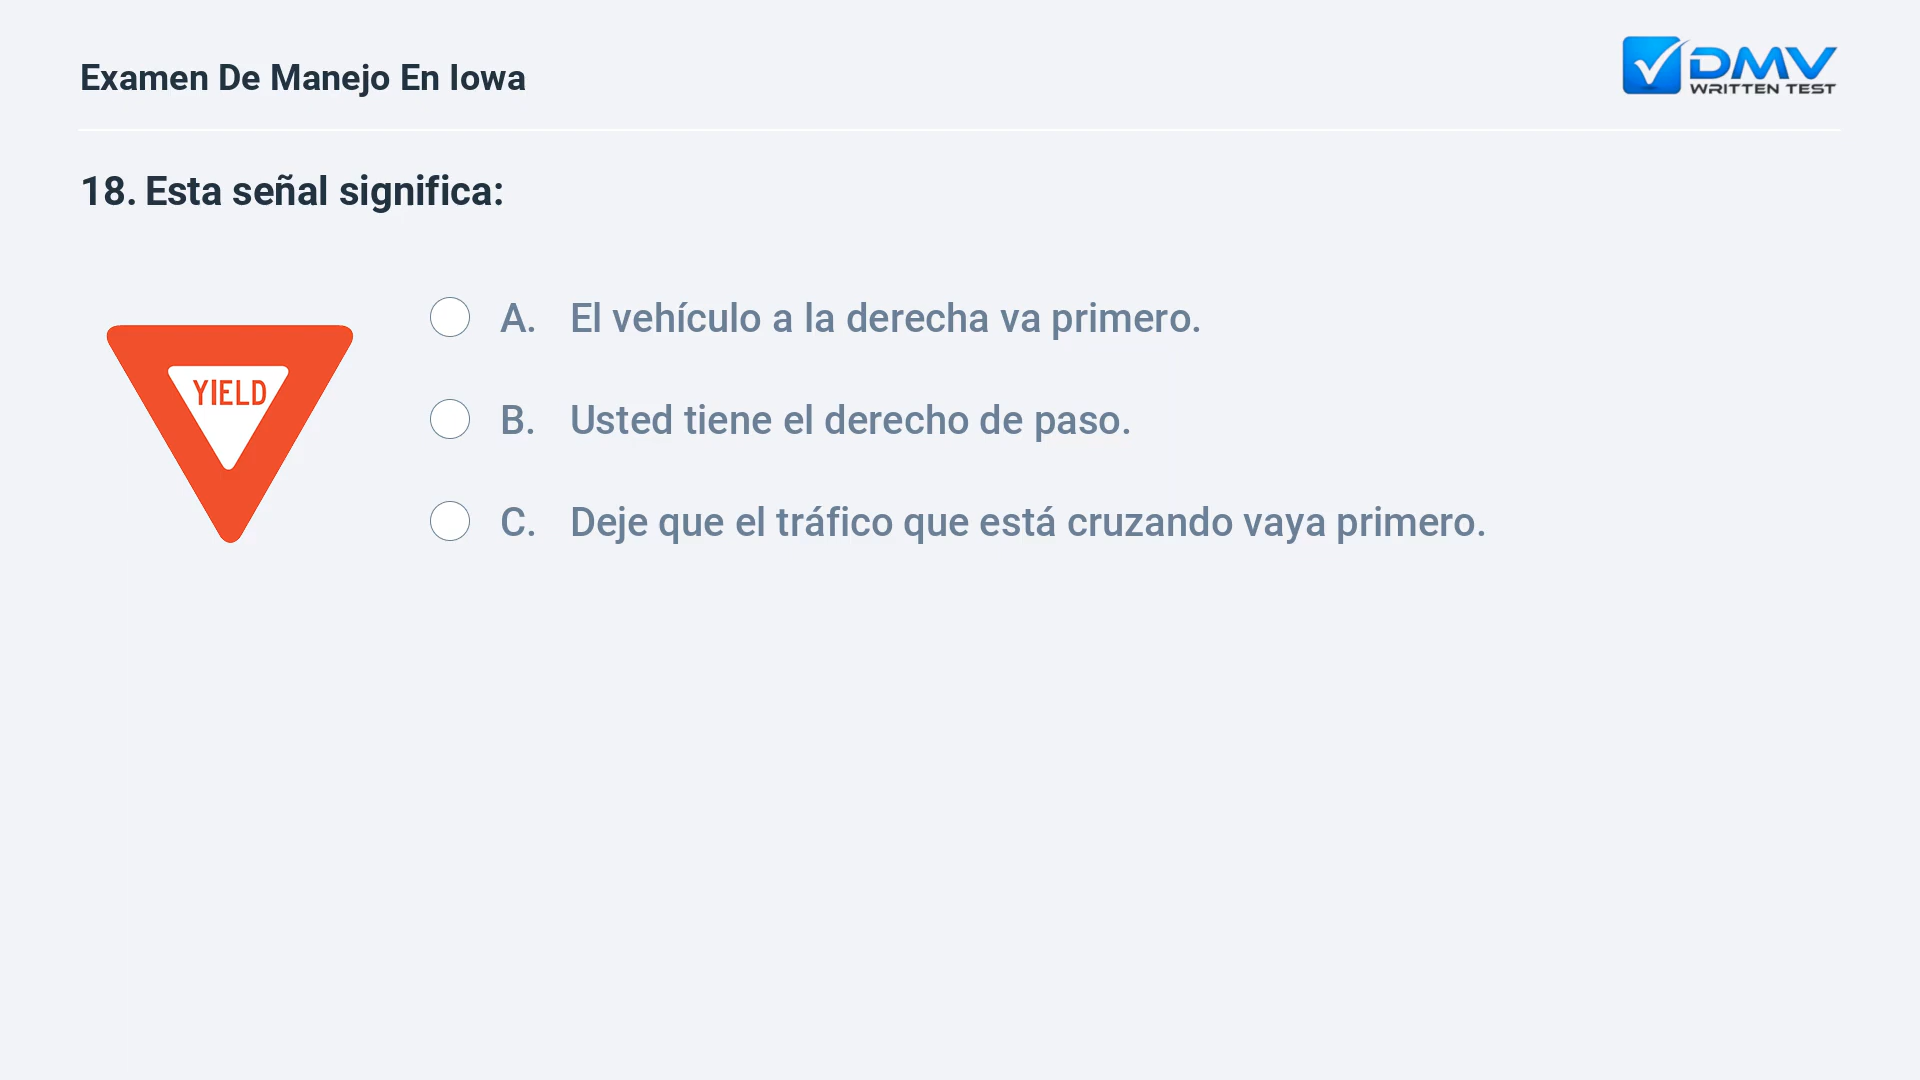 Examen De Manejo En Iowa
DMV
WRITTEN TEST
18. Esta señal significa:
YIELD
A. El vehículo a la derecha va primero.
B. Usted tiene el derecho de paso.
C. Deje que el tráfico que está cruzando vaya primero.